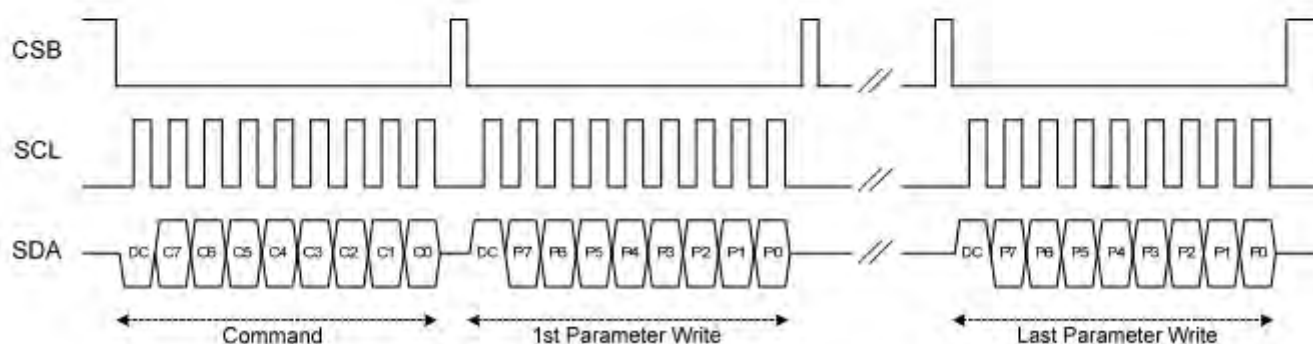 CSB
SCL
SDA DC C7 C6 C5 C4 C3 C2 C1 C0 DC P7 P6 P5 P4 P3 P2 P1 P0 DC P7 P6 P5 P4 P3 P2 P1 P0
Command 1st Parameter Write Last Parameter Write